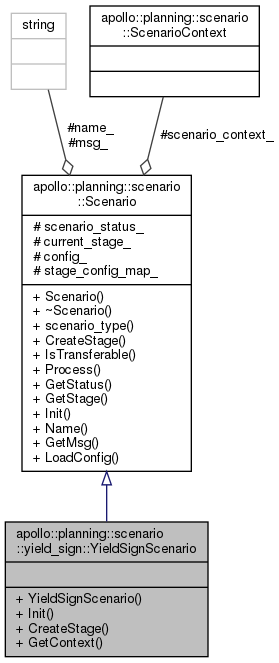 string
apollo::planning::scenario
::ScenarioContext
#name_
#msg_
#scenario_context_
apollo::planning::scenario
::Scenario
# scenario_status_
# current_stage_
# config_
# stage_config_map_
+ Scenario()
+ ~Scenario()
+ scenario_type()
+ CreateStage()
+ IsTransferable()
+ Process()
+ GetStatus()
+ GetStage()
+ Init()
+ Name()
+ GetMsg()
+ LoadConfig()
apollo::planning::scenario
::yield_sign::YieldSignScenario
+ YieldSignScenario()
+ Init()
+ CreateStage()
+ GetContext()